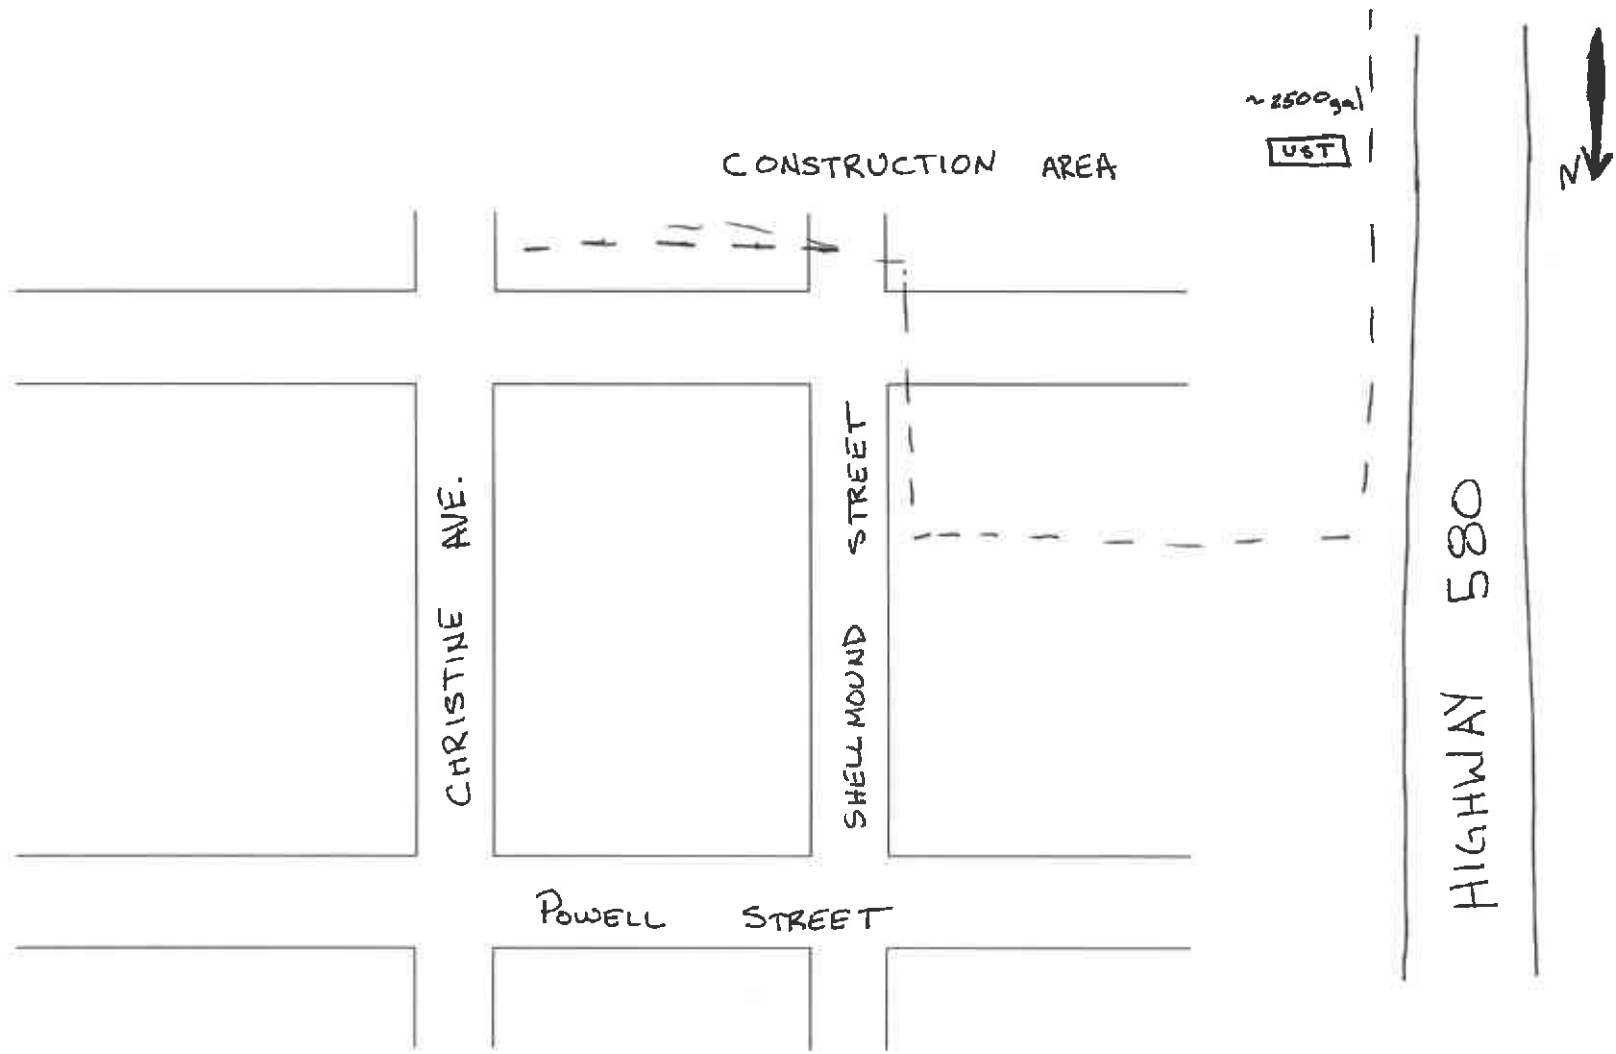 ~2500gal
UST
N
CONSTRUCTION AREA
CHRISTINE AVE.
SHELLMOUND STREET
HIGHWAY 580
POWELL STREET